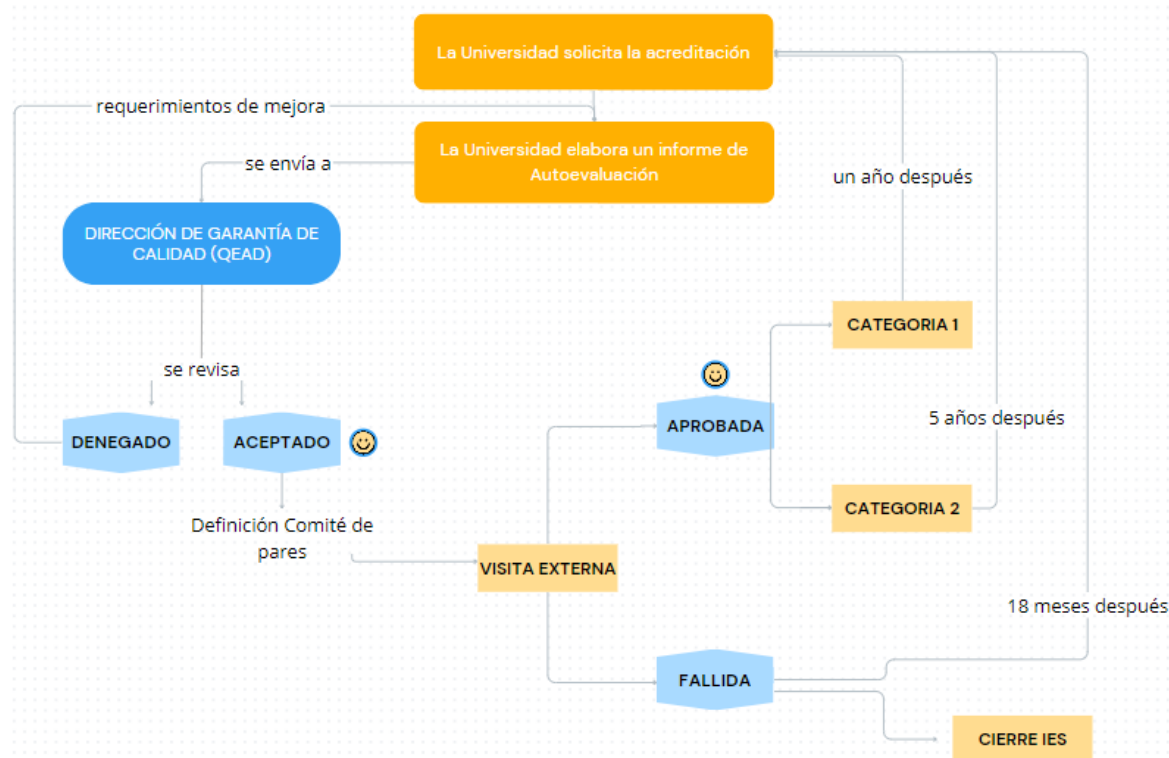 La Universidad solicita la acreditación
requerimientos de mejora
La Universidad elabora un informe de
Autoevaluación
se envía a
un año después
DIRECCIÓN DE GARANTÍA DE
CALIDAD (QEAD)
CATEGORIA 1
se revisa
5 años después
APROBADA
DENEGADO
ACEPTADO
CATEGORIA 2
Definición Comité de
pares
VISITA EXTERNA
18 meses después
FALLIDA
CIERRE IES